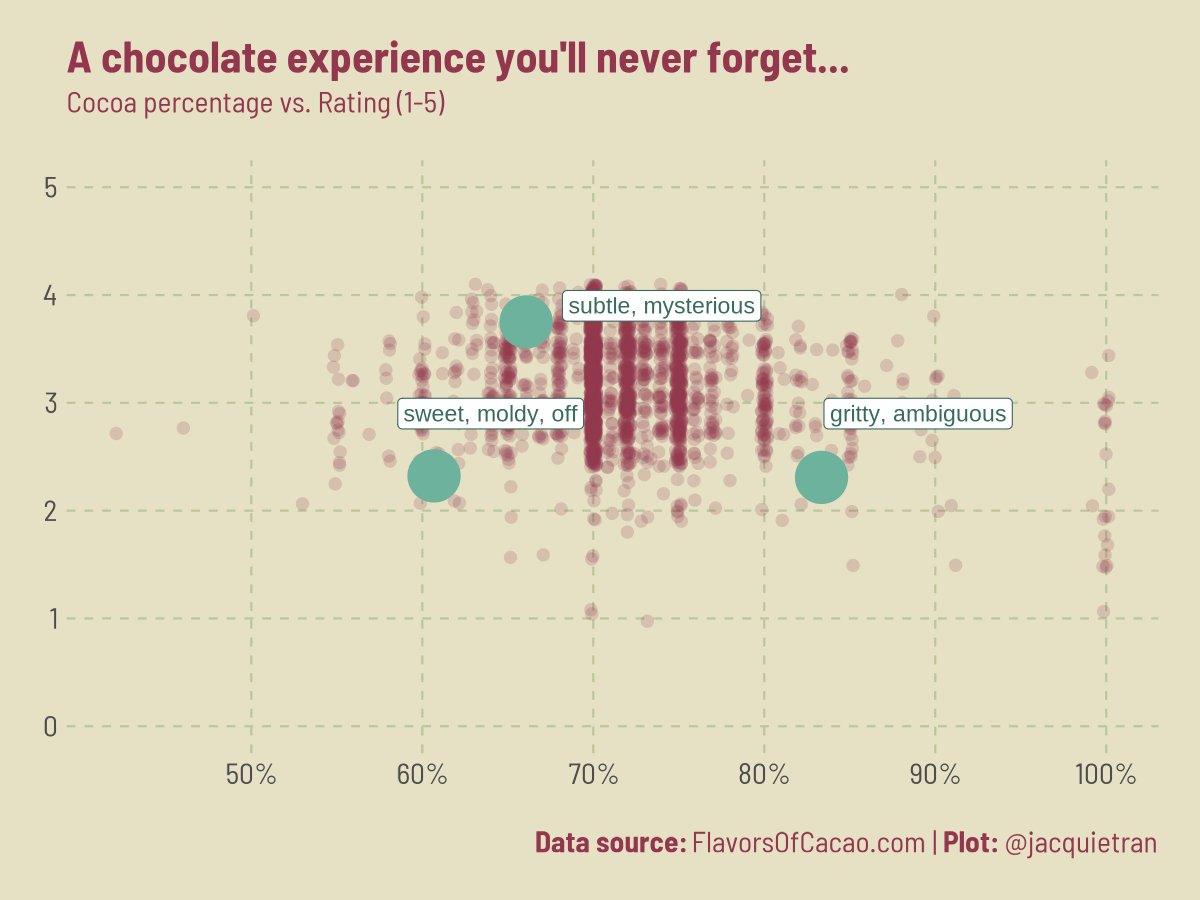 A chocolate experience you'll never forget...
Cocoa percentage vs. Rating (1-5)
5
4
subtle, mysterious
3
sweet, moldy, off
gritty, ambiguous
2
1
0
50%
60%
70%
80%
90%
100%
Data source: FlavorsOfCacao.com | Plot: @jacquietran